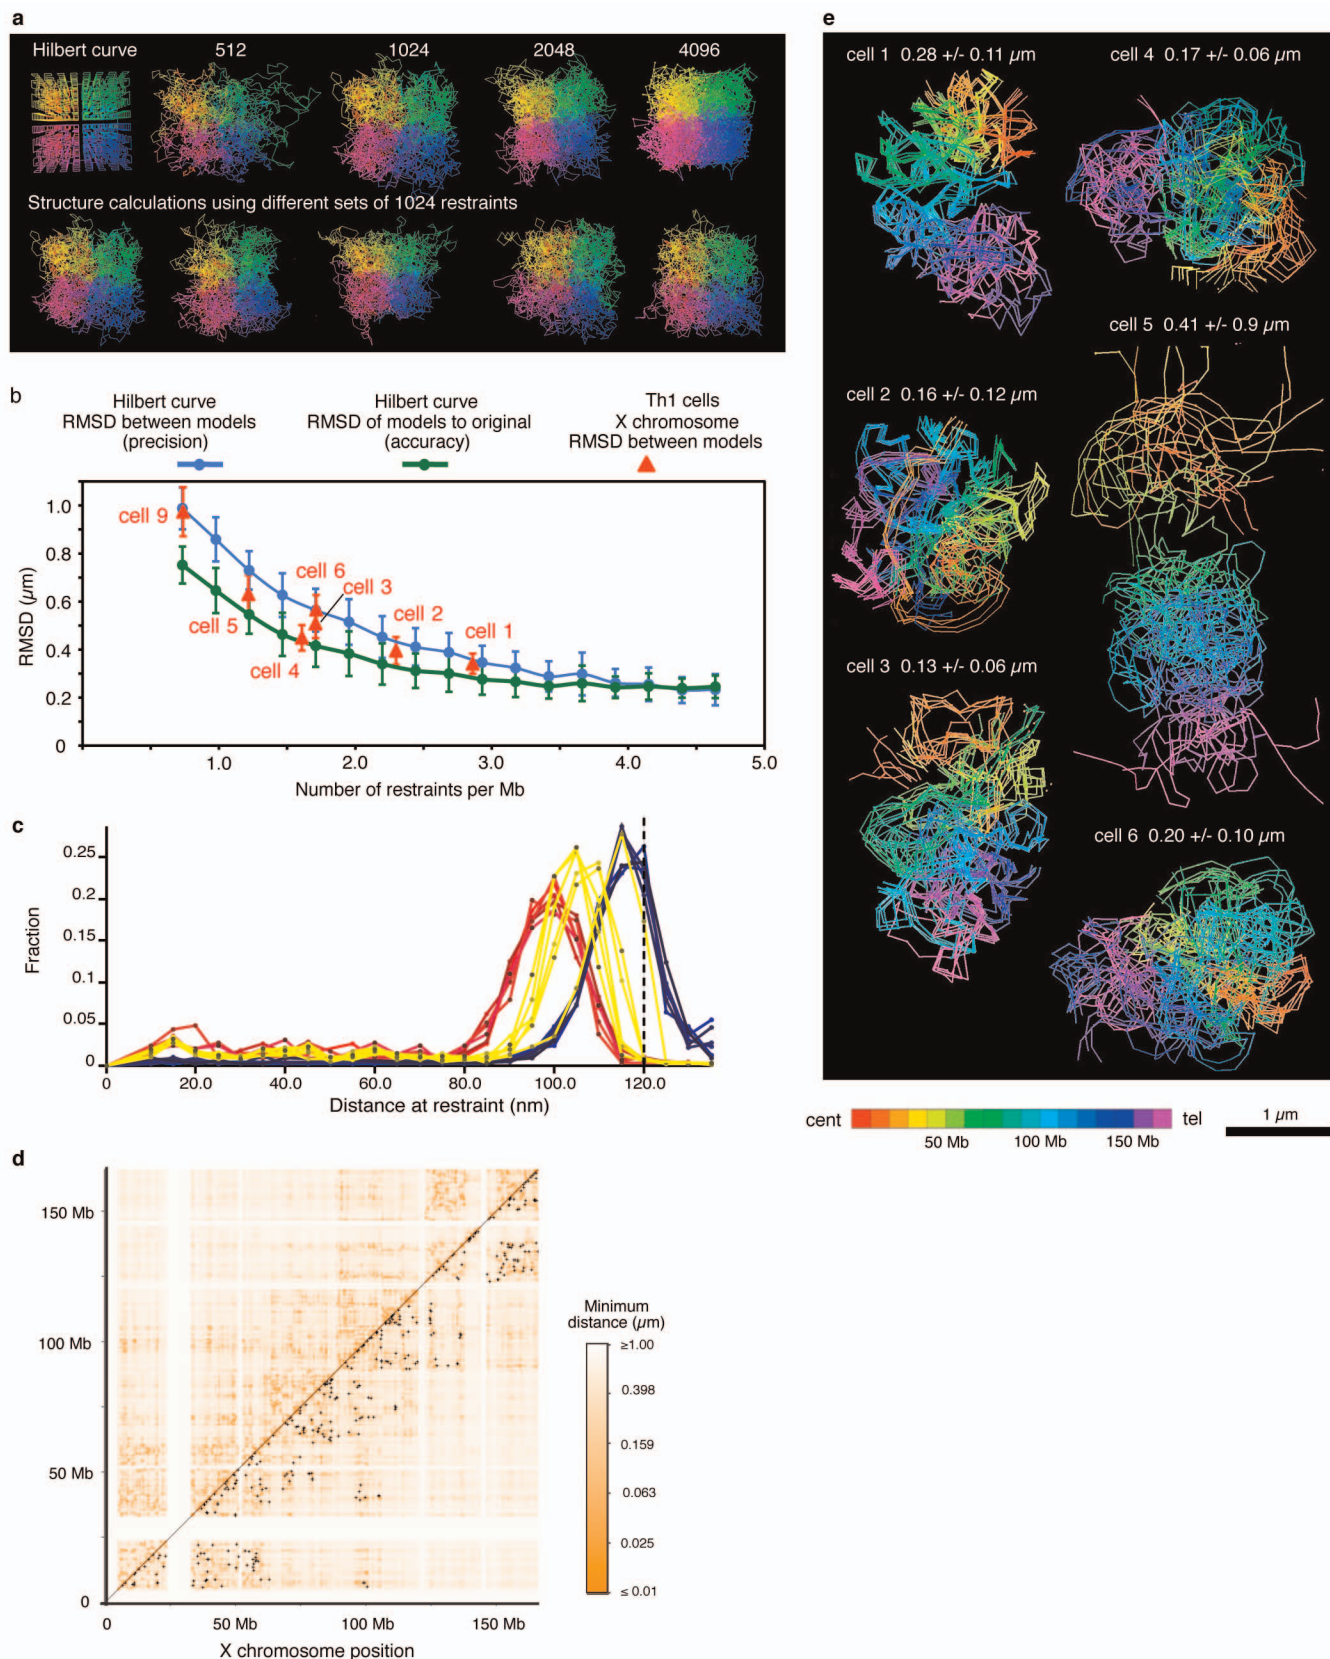 a
Hilbert curve 512 1024 2048 4096
Structure calculations using different sets of 1024 restraints
b
Hilbert curve
RMSD between models
(precision)
Hilbert curve
RMSD of models to original
(accuracy)
Th1 cells
X chromosome
RMSD between models
1.0
0.8
0.6
0.4
0.2
0
RMSD (µm)
cell 9
cell 5
cell 4
cell 6
cell 3
cell 2
cell 1
1.0 2.0 3.0 4.0 5.0
Number of restraints per Mb
c
0.25
0.2
0.15
0.1
0.05
0
Fraction
0 20.0 40.0 60.0 80.0 100.0 120.0
Distance at restraint (nm)
d
150 Mb
100 Mb
50 Mb
0
0 50 Mb 100 Mb 150 Mb
X chromosome position
Minimum
distance (µm)
≥1.00
0.398
0.159
0.063
0.025
≤ 0.01
e
cell 1 0.28 +/- 0.11 µm
cell 4 0.17 +/- 0.06 µm
cell 5 0.41 +/- 0.9 µm
cell 2 0.16 +/- 0.12 µm
cell 3 0.13 +/- 0.06 µm
cell 6 0.20 +/- 0.10 µm
cent tel
50 Mb 100 Mb 150 Mb
1 µm